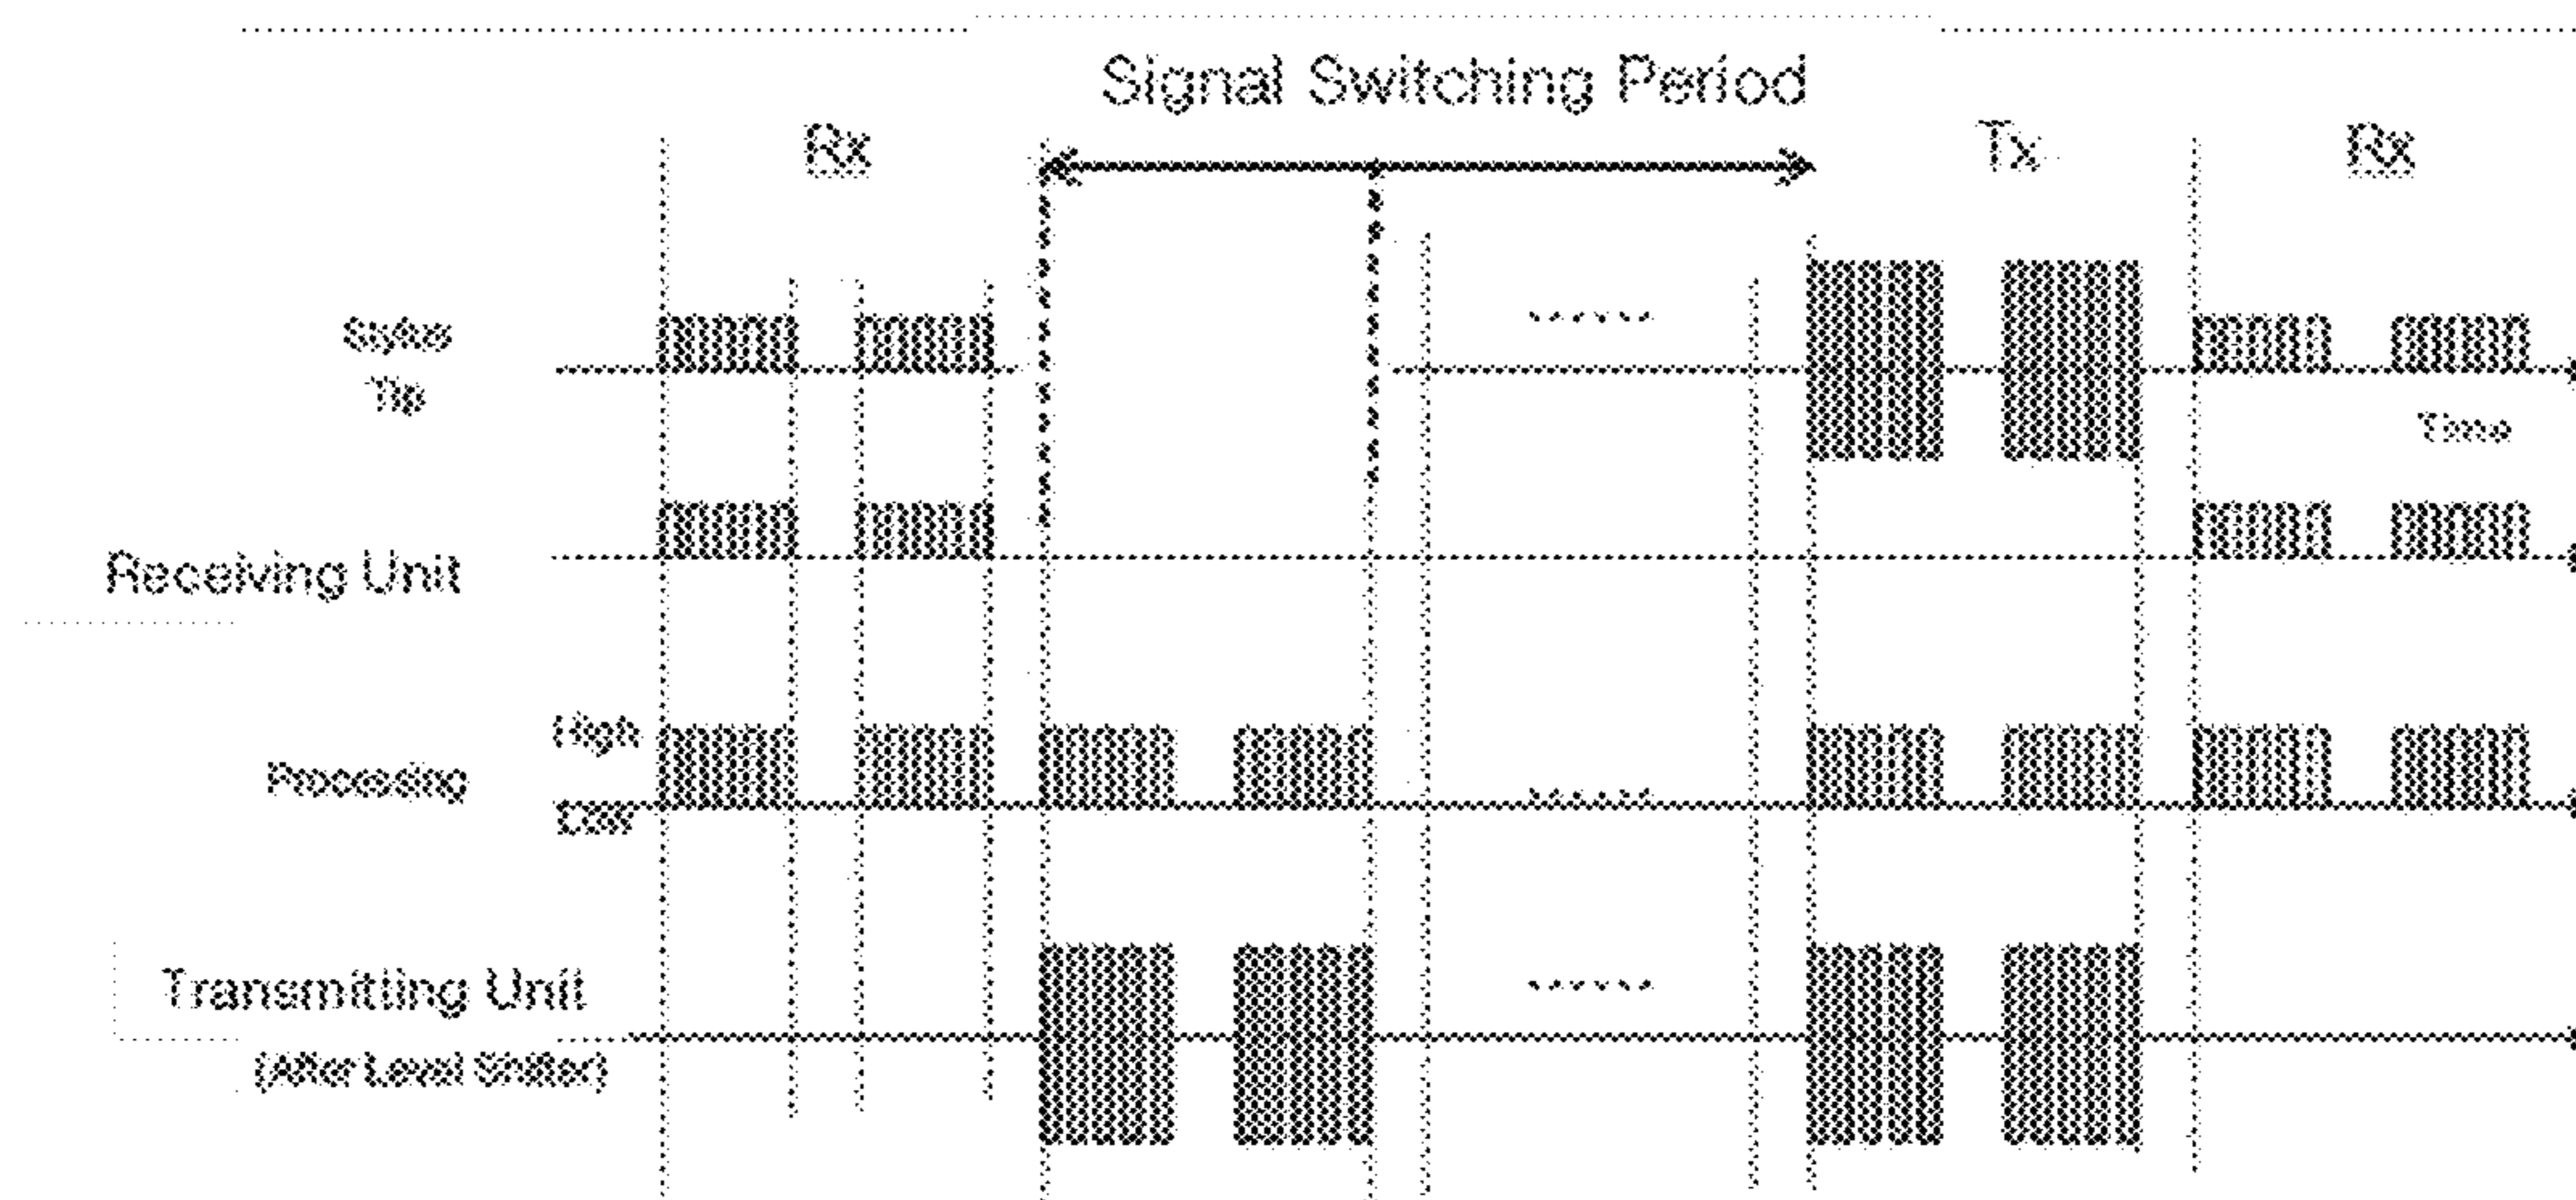 Signal Switching Period
Rx
Tx
Rx
Stylus
Tip
Time
Receiving Unit
High
Processing
Low
Transmitting Unit
(After Level Shifter)